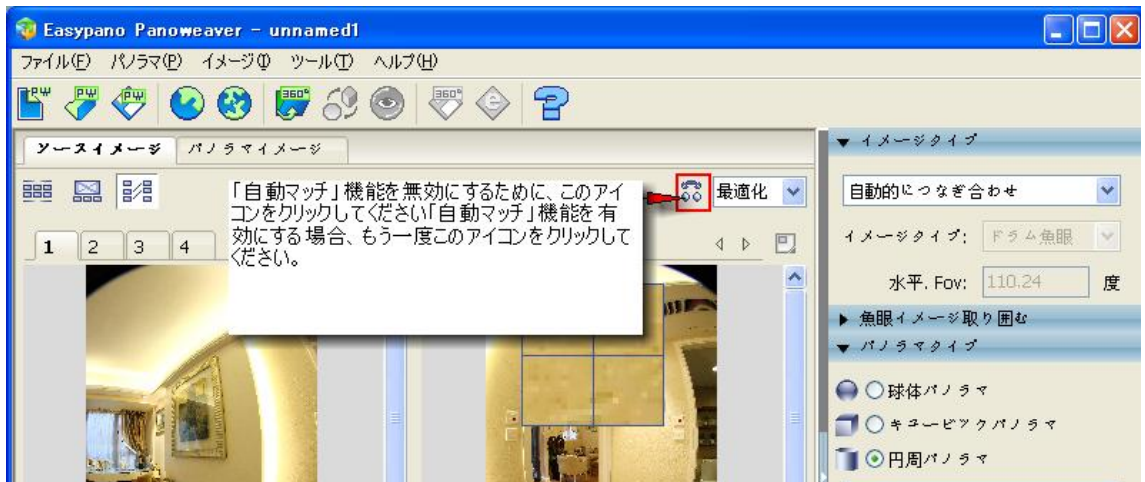 Easypano Panoweaver - unnamed1
ファイル(F) パノラマ(P) イメージ(I) ツール(T) ヘルプ(H)
PW PW PW 360° 360° e ?
ソースイメージ パノラマイメージ
最適化
1 2 3 4
「自動マッチ」機能を無効にするために、このアイ
コンをクリックしてください「自動マッチ」機能を有
効にする場合、もう一度このアイコンをクリックして
ください。
イメージタイプ
自動的につなぎ合わせ
イメージタイプ: ドラム魚眼
水平. Fov: 110.24 度
魚眼イメージ取り囲む
パノラマタイプ
球体パノラマ
キュービックパノラマ
円周パノラマ